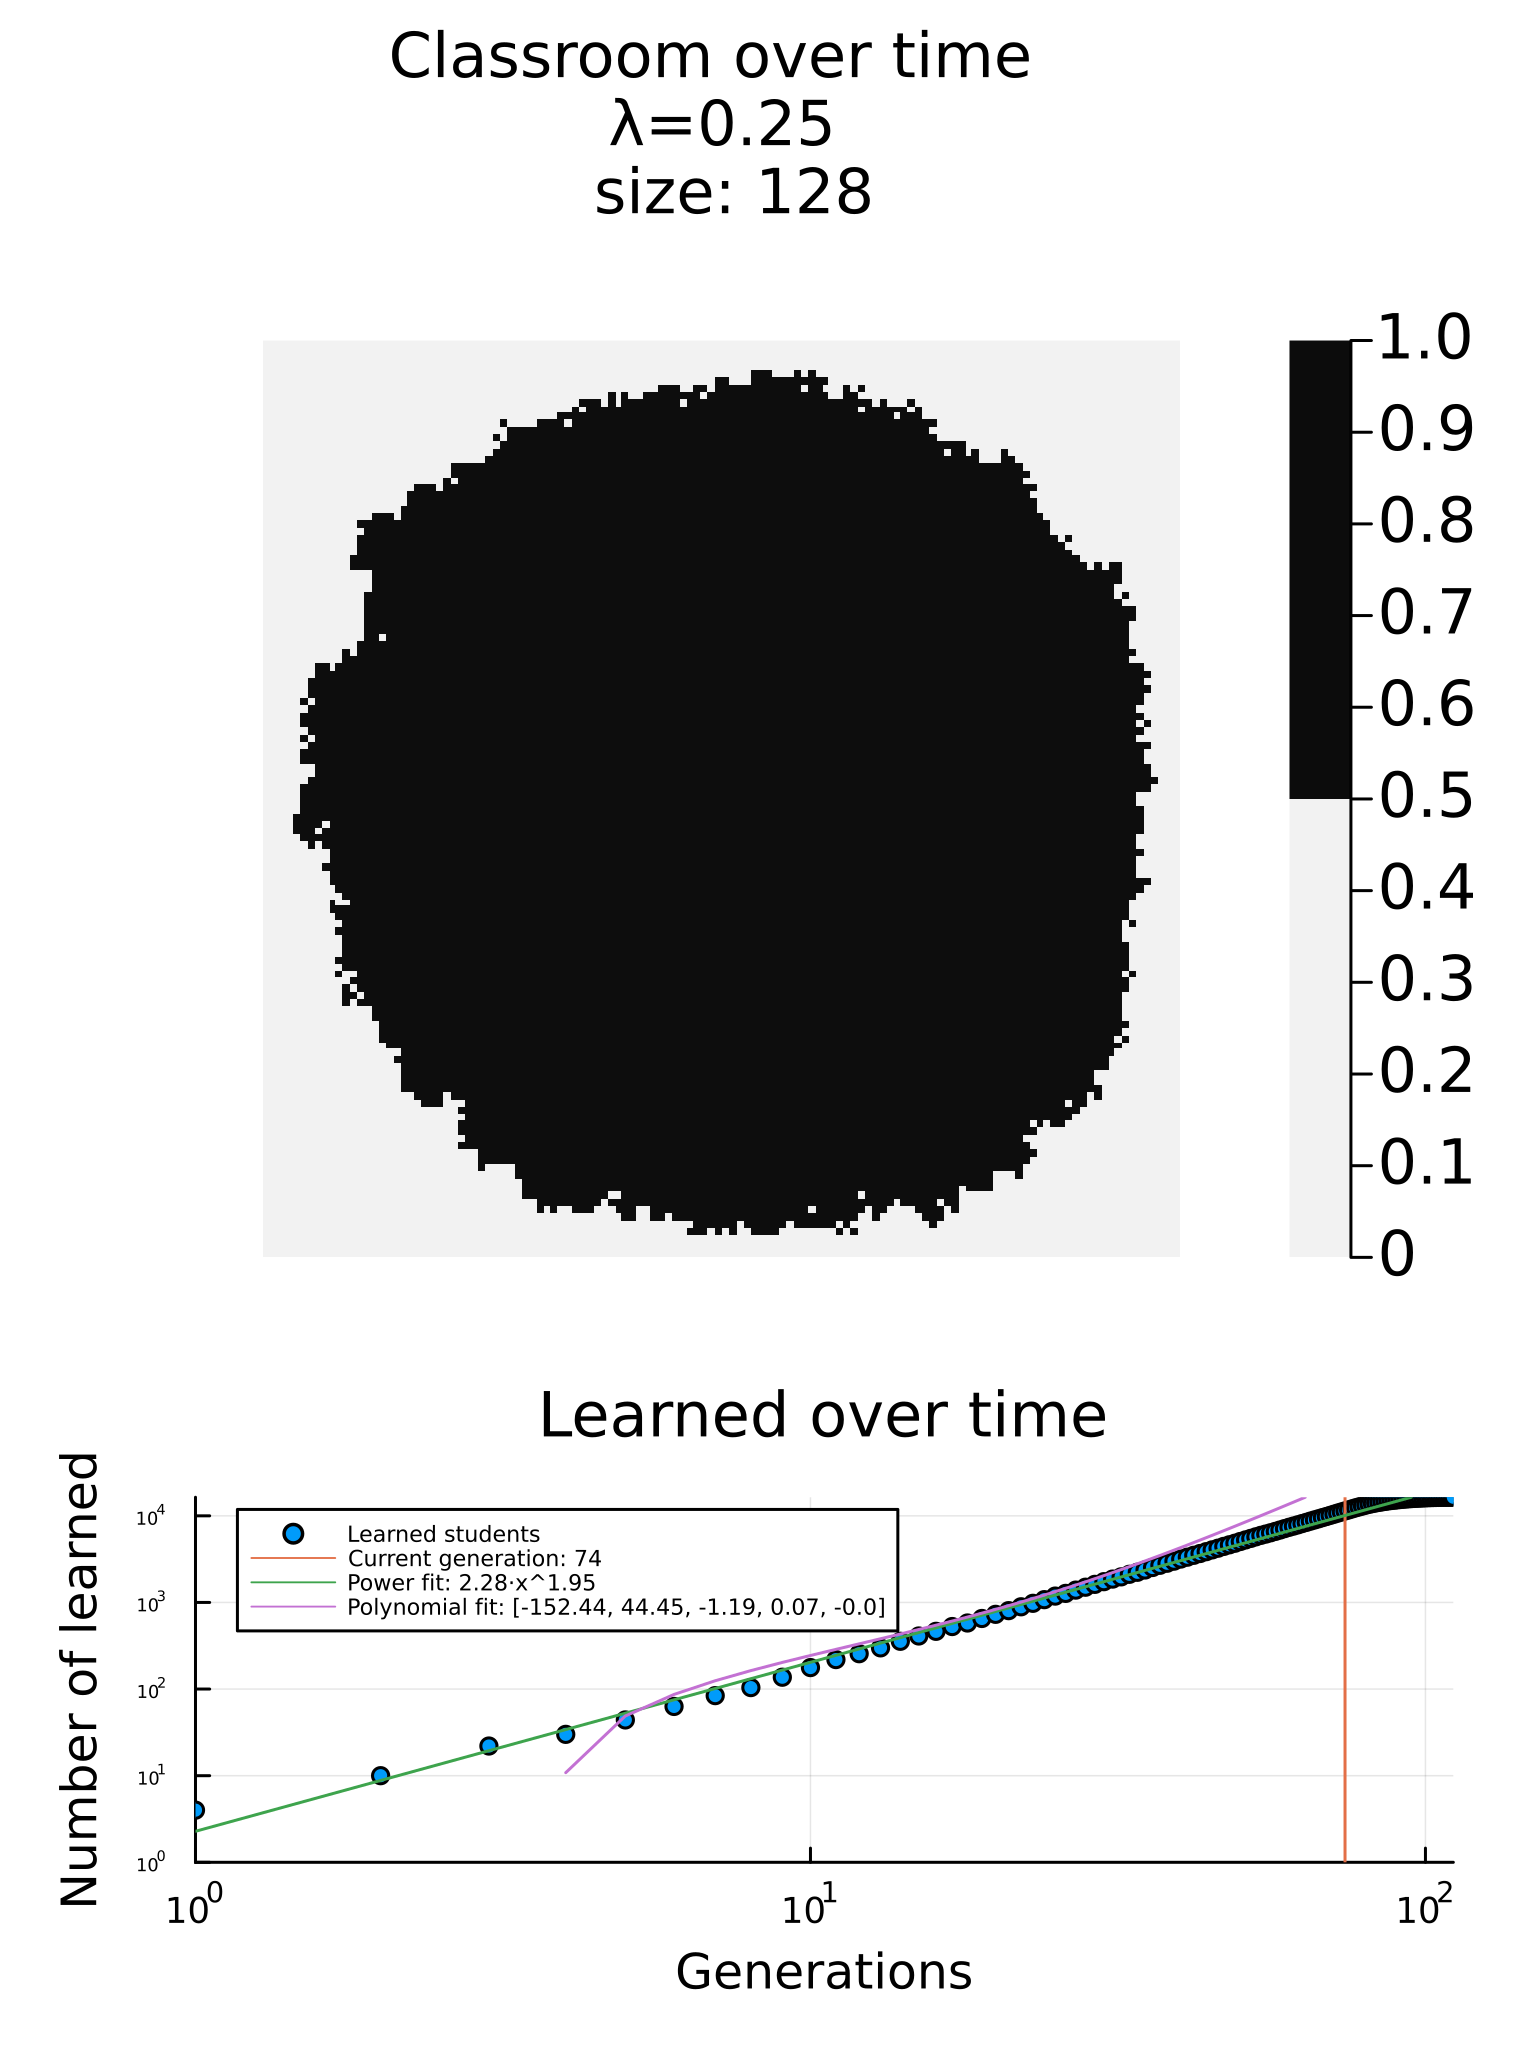 Classroom over time
λ=0.25
size: 128
1.0
0.9
0.8
0.7
0.6
0.5
0.4
0.3
0.2
0.1
0
Learned over time
Number of learned
10^4
10^3
10^2
10^1
10^0
Learned students
Current generation: 74
Power fit: 2.28·x^1.95
Polynomial fit: [-152.44, 44.45, -1.19, 0.07, -0.0]
10^0 10^1 10^2
Generations